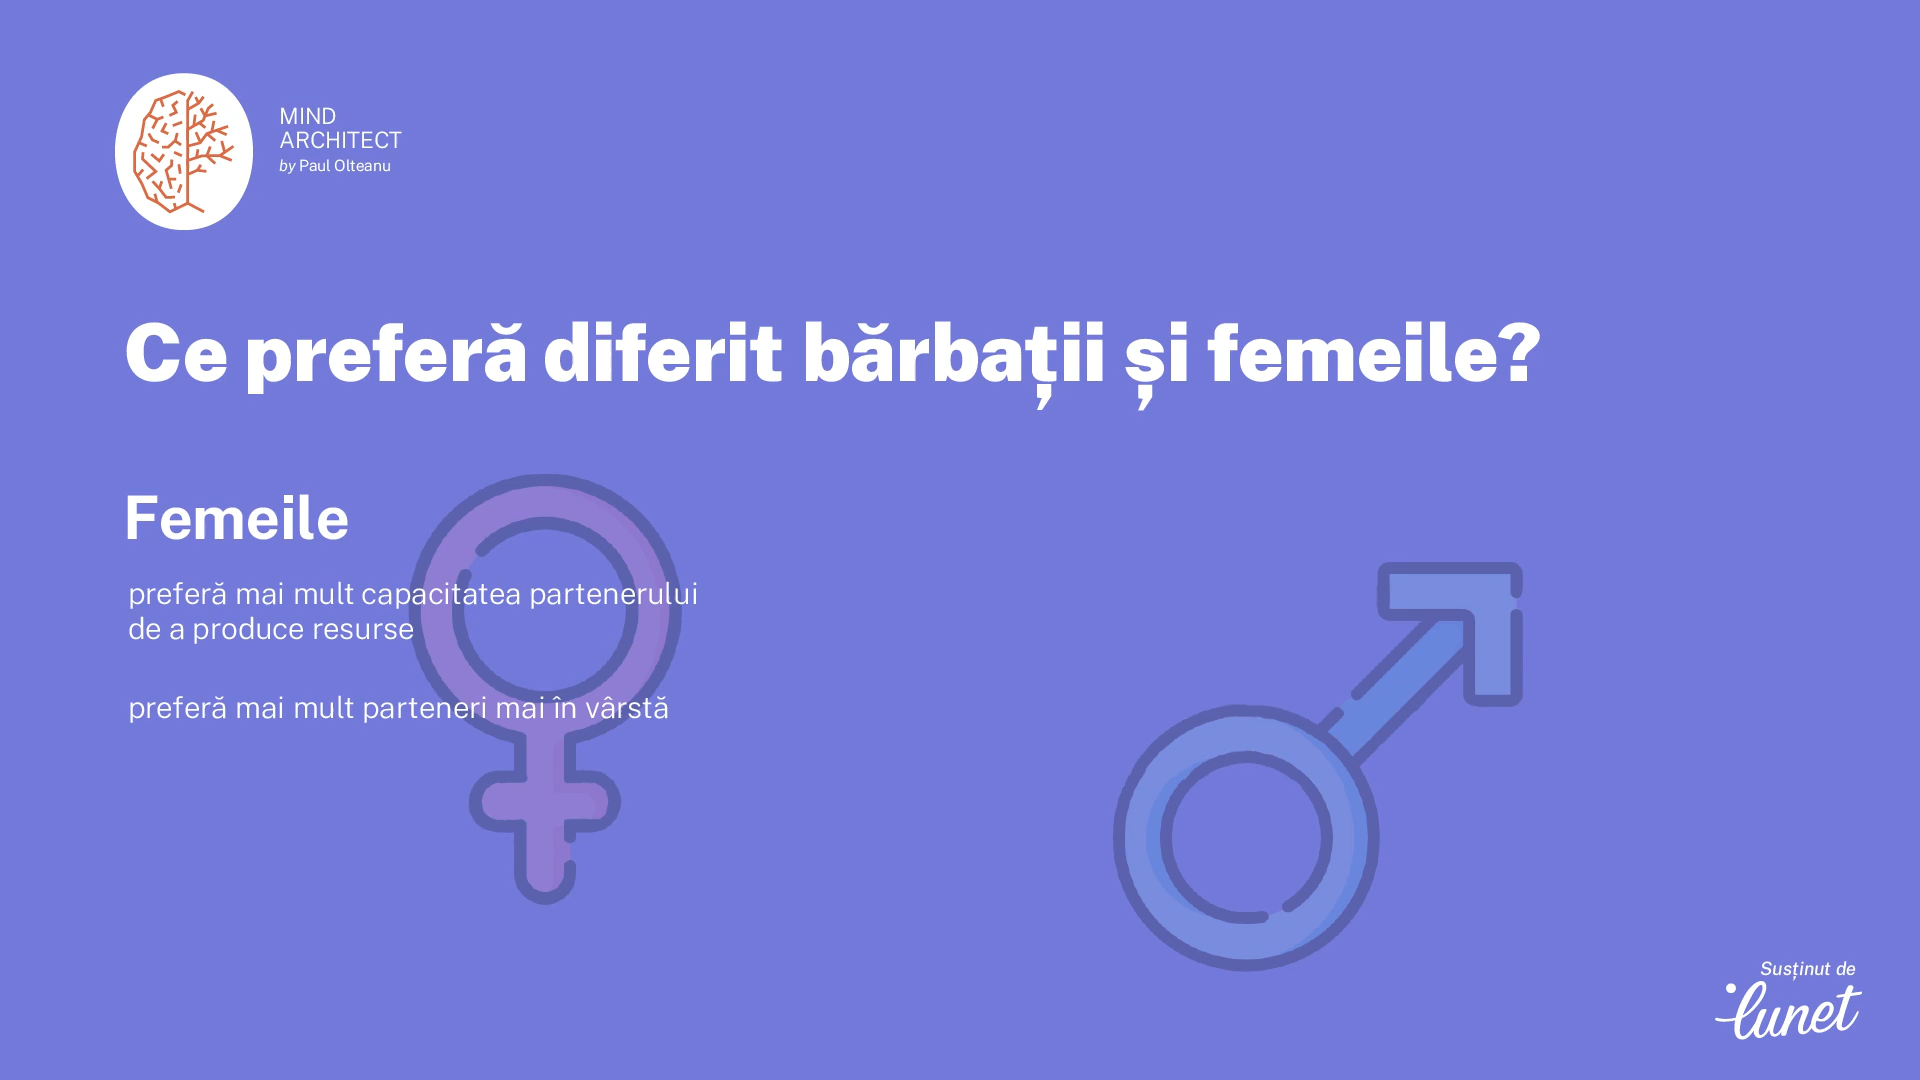 MIND
ARCHITECT
by Paul Olteanu
Ce preferă diferit bărbații și femeile?
Femeile
preferă mai mult capacitatea partenerului
de a produce resurse
preferă mai mult parteneri mai în vârstă
Susținut de
lunet